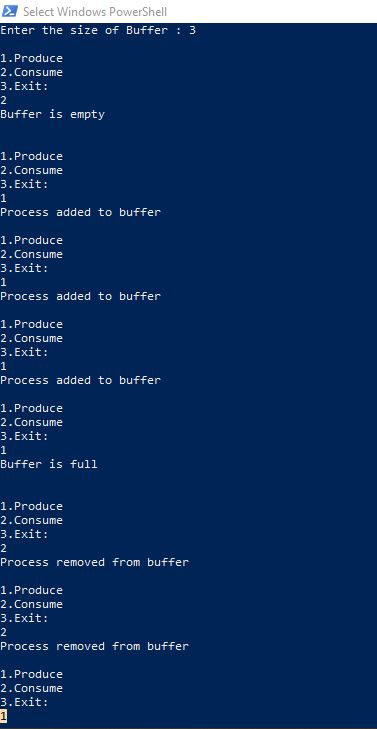 Select Windows PowerShell
Enter the size of Buffer : 3
1.Produce
2.Consume
3.Exit:
2
Buffer is empty
1.Produce
2.Consume
3.Exit:
1
Process added to buffer
1.Produce
2.Consume
3.Exit:
1
Process added to buffer
1.Produce
2.Consume
3.Exit:
1
Process added to buffer
1.Produce
2.Consume
3.Exit:
1
Buffer is full
1.Produce
2.Consume
3.Exit:
2
Process removed from buffer
1.Produce
2.Consume
3.Exit:
2
Process removed from buffer
1.Produce
2.Consume
3.Exit:
1